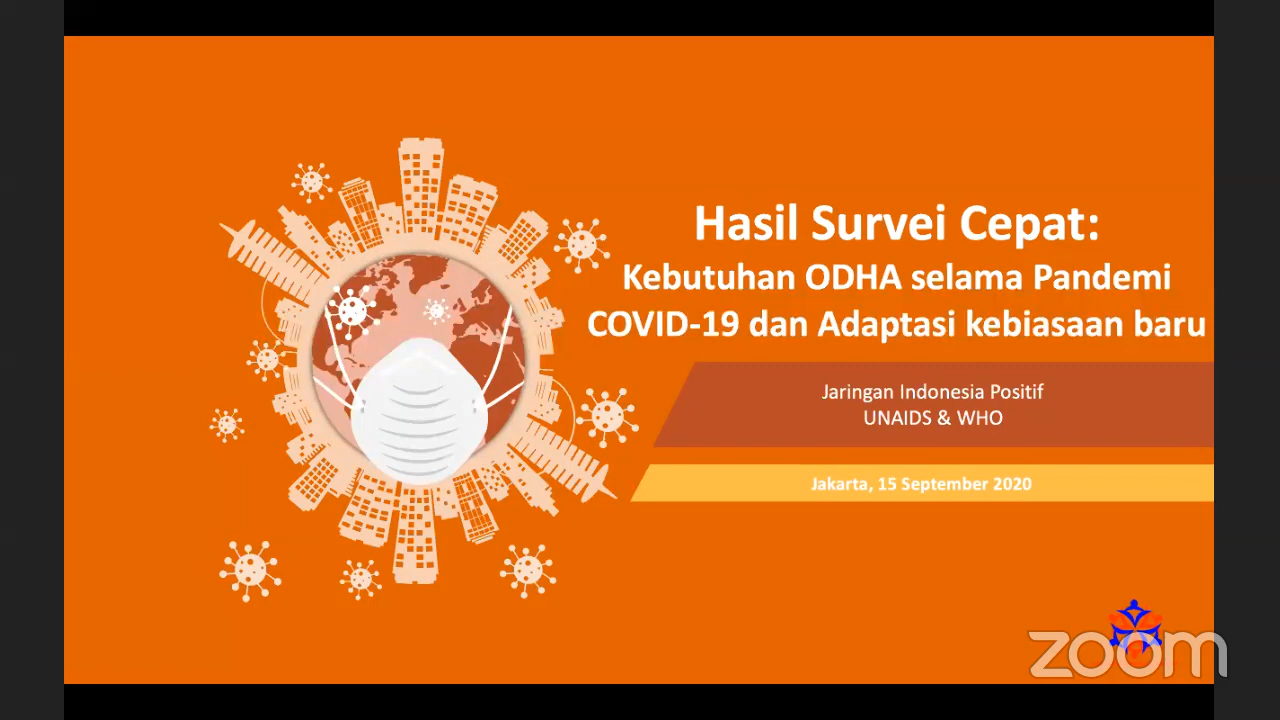 Hasil Survei Cepat:
Kebutuhan ODHA selama Pandemi
COVID-19 dan Adaptasi kebiasaan baru
Jaringan Indonesia Positif
UNAIDS & WHO
Jakarta, 15 September 2020
zoom